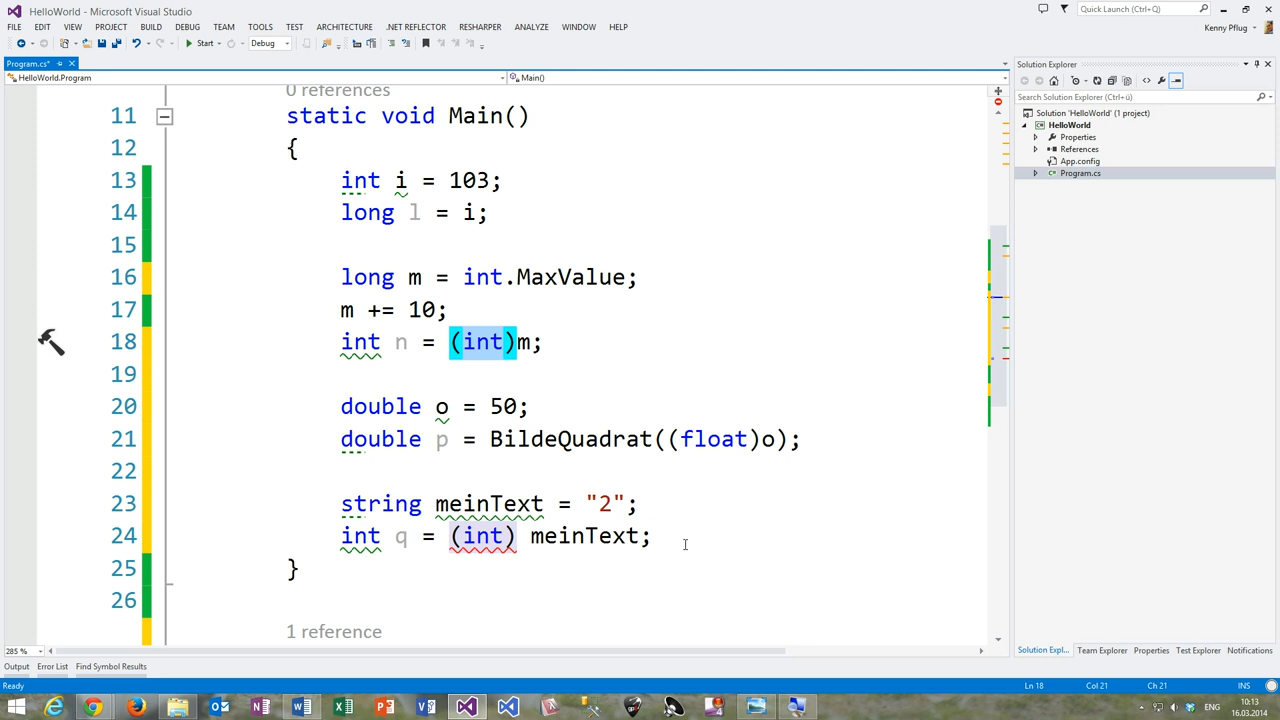 HelloWorld - Microsoft Visual Studio
Quick Launch (Ctrl+Q)
FILE EDIT VIEW PROJECT BUILD DEBUG TEAM TOOLS TEST ARCHITECTURE .NET REFLECTOR RESHARPER ANALYZE WINDOW HELP
Kenny Pflug
Start Debug
Program.cs*
Solution Explorer
HelloWorld.Program Main()
Search Solution Explorer (Ctrl+ü)
Solution 'HelloWorld' (1 project)
HelloWorld
Properties
References
App.config
Program.cs
0 references
11 static void Main()
12 {
13 int i = 103;
14 long l = i;
15
16 long m = int.MaxValue;
17 m += 10;
18 int n = (int)m;
19
20 double o = 50;
21 double p = BildeQuadrat((float)o);
22
23 string meinText = "2";
24 int q = (int) meinText;
25 }
26
1 reference
285 %
Solution Expl... Team Explorer Properties Test Explorer Notifications
Output Error List Find Symbol Results
Ready Ln 18 Col 21 Ch 21 INS
ENG 10:13
16.03.2014